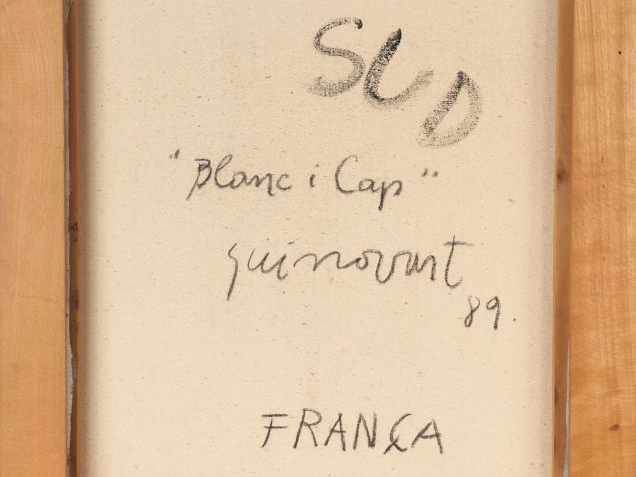 SUD
"Blanc i Cap"
guinovart
89.
FRANÇA